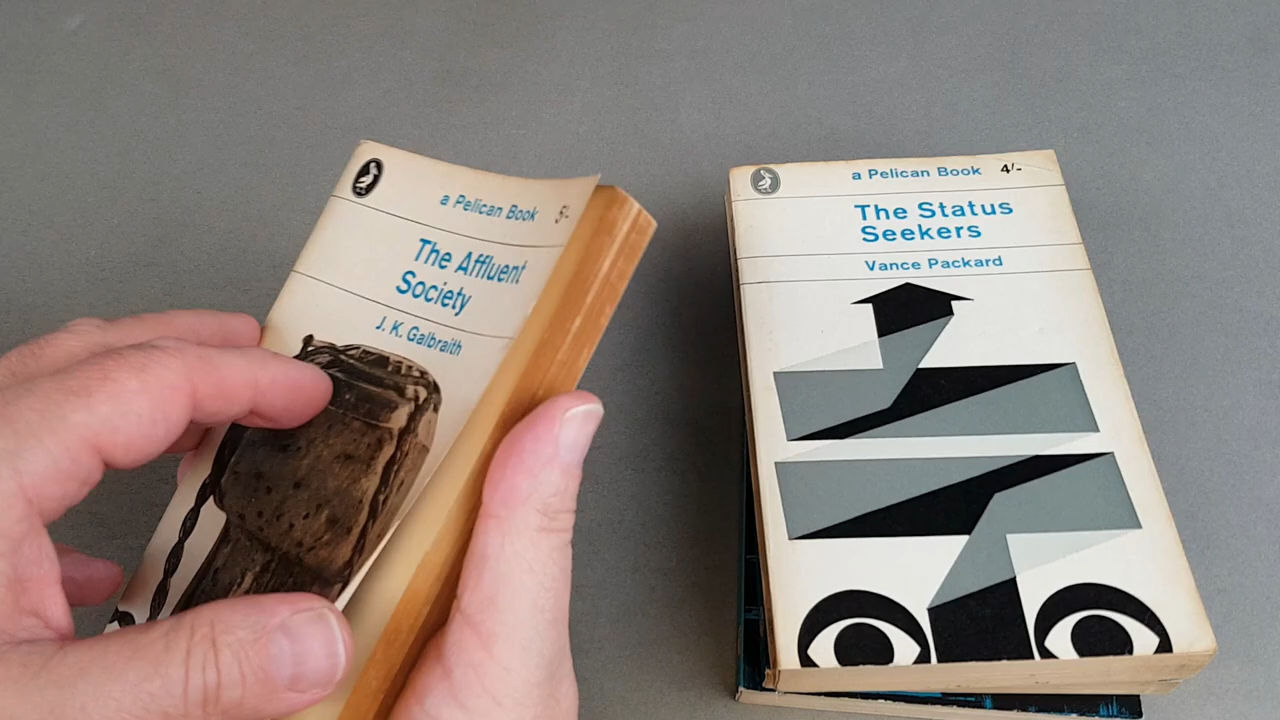 a Pelican Book 5/-
The Affluent
Society
J. K. Galbraith
a Pelican Book 4/-
The Status
Seekers
Vance Packard